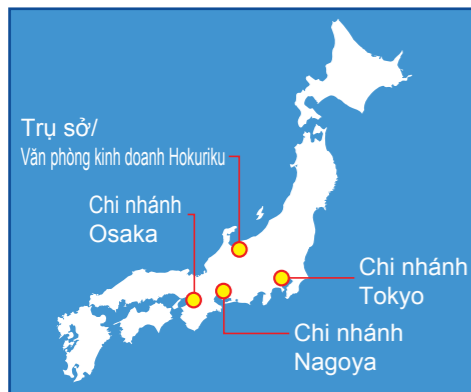 Trụ sở/
Văn phòng kinh doanh Hokuriku
Chi nhánh
Osaka
Chi nhánh
Tokyo
Chi nhánh
Nagoya